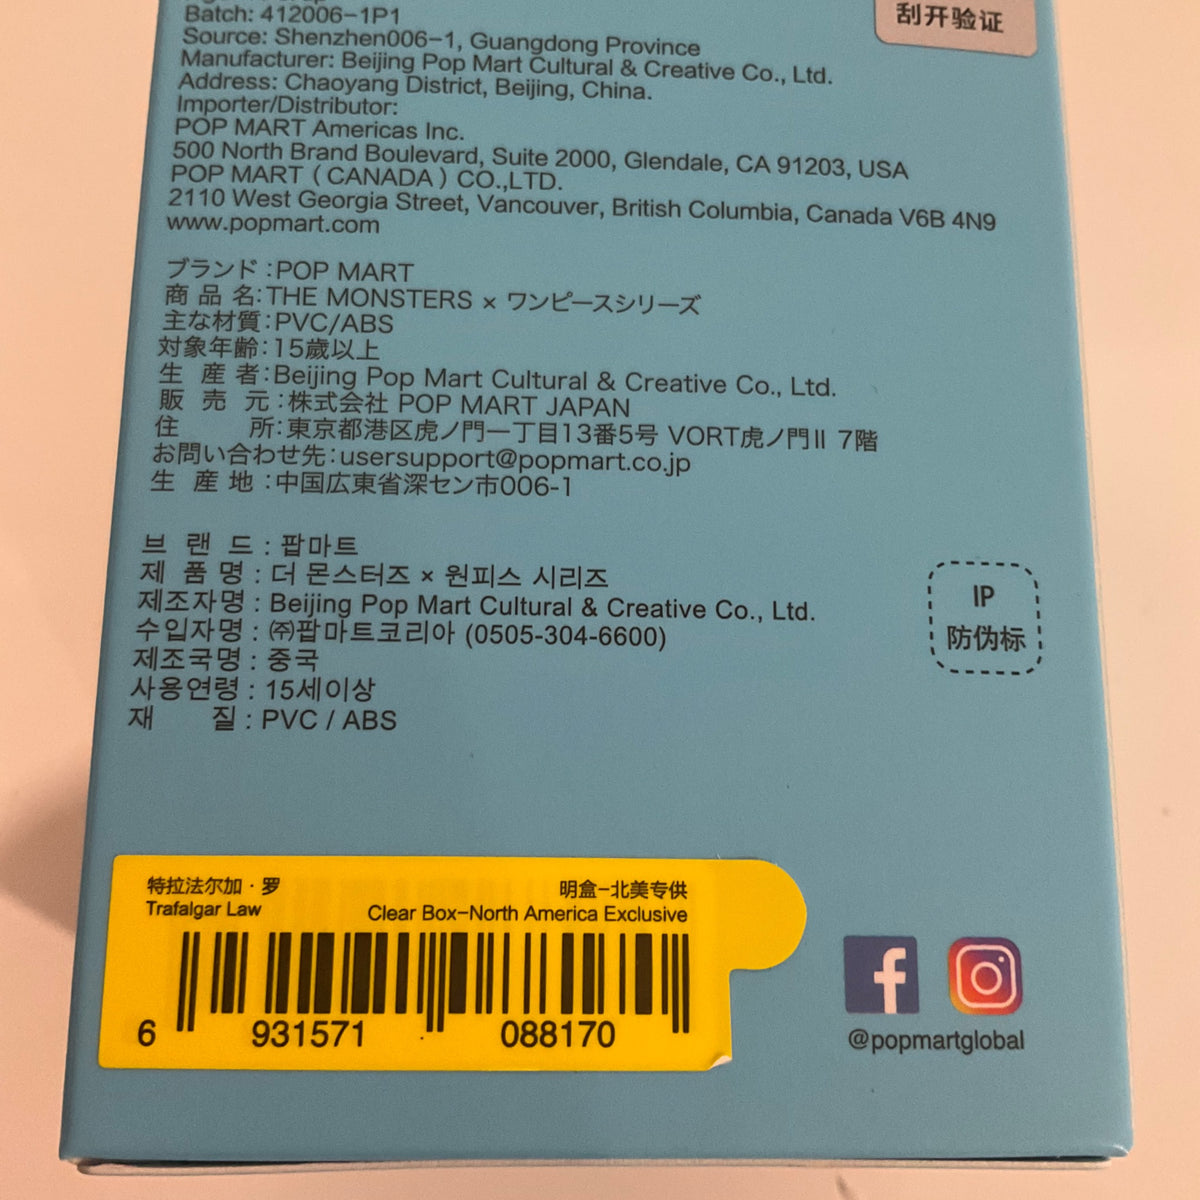 刮开验证
Batch: 412006-1P1
Source: Shenzhen006-1, Guangdong Province
Manufacturer: Beijing Pop Mart Cultural & Creative Co., Ltd.
Address: Chaoyang District, Beijing, China.
Importer/Distributor:
POP MART Americas Inc.
500 North Brand Boulevard, Suite 2000, Glendale, CA 91203, USA
POP MART ( CANADA ) CO.,LTD.
2110 West Georgia Street, Vancouver, British Columbia, Canada V6B 4N9
www.popmart.com
ブランド:POP MART
商品名:THE MONSTERS × ワンピースシリーズ
主な材質:PVC/ABS
対象年齢:15歳以上
生産者:Beijing Pop Mart Cultural & Creative Co., Ltd.
販売元:株式会社 POP MART JAPAN
住所:東京都港区虎ノ門一丁目13番5号 VORT虎ノ門II 7階
お問い合わせ先:usersupport@popmart.co.jp
生産地:中国広東省深セン市006-1
브랜드 : 팝마트
제품명 : 더 몬스터즈 × 원피스 시리즈
제조자명 : Beijing Pop Mart Cultural & Creative Co., Ltd.
수입자명 : ㈜팝마트코리아 (0505-304-6600)
제조국명 : 중국
사용연령 : 15세이상
재질 : PVC / ABS
IP
防伪标
特拉法尔加·罗
Trafalgar Law
明盒-北美专供
Clear Box-North America Exclusive
6 931571 088170
@popmartglobal